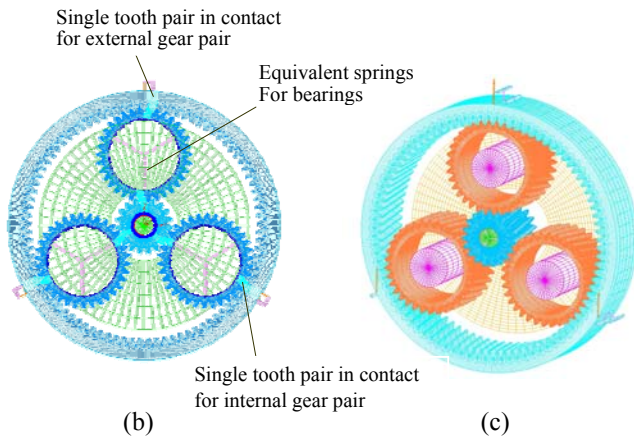 Single tooth pair in contact
for external gear pair
Equivalent springs
For bearings
Single tooth pair in contact
for internal gear pair
(b)
(c)